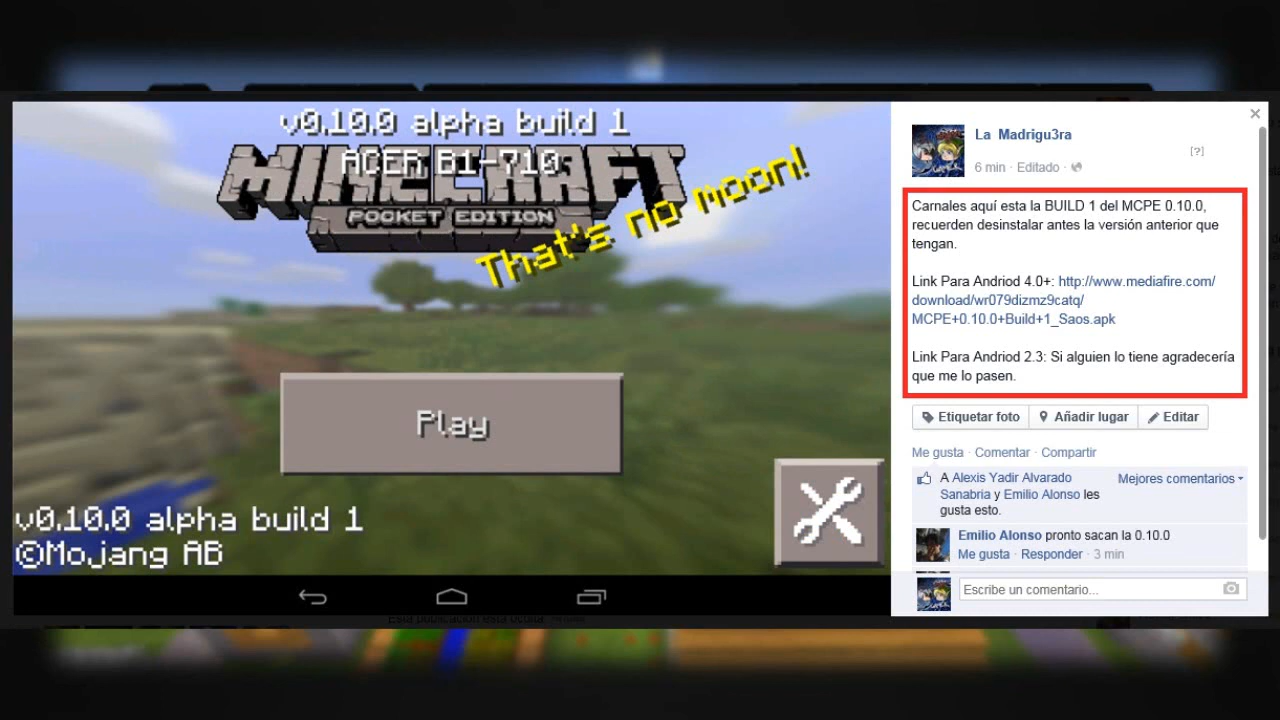 v0.10.0 alpha build 1
MINECRAFT
ACER B1-710
POCKET EDITION
That's no moon!
Play
v0.10.0 alpha build 1
©Mojang AB
La Madrigu3ra
[?]
6 min · Editado ·
Carnales aquí esta la BUILD 1 del MCPE 0.10.0,
recuerden desinstalar antes la versión anterior que
tengan.
Link Para Andriod 4.0+: http://www.mediafire.com/
download/wr079dizmz9catq/
MCPE+0.10.0+Build+1_Saos.apk
Link Para Andriod 2.3: Si alguien lo tiene agradecería
que me lo pasen.
Etiquetar foto Añadir lugar Editar
Me gusta · Comentar · Compartir
A Alexis Yadir Alvarado
Sanabria y Emilio Alonso les
gusta esto.
Mejores comentarios
Emilio Alonso pronto sacan la 0.10.0
Me gusta · Responder · 3 min
Escribe un comentario...
Esta publicación está oculta